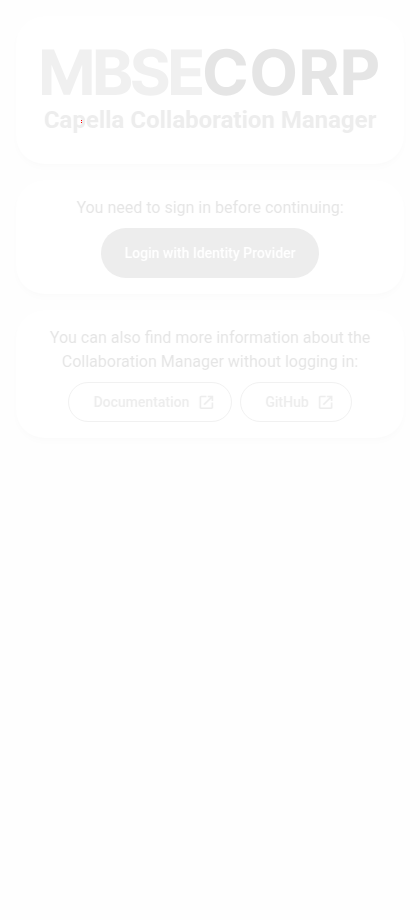 MBSECORP
Capella Collaboration Manager
You need to sign in before continuing:
Login with Identity Provider
You can also find more information about the
Collaboration Manager without logging in:
Documentation
GitHub